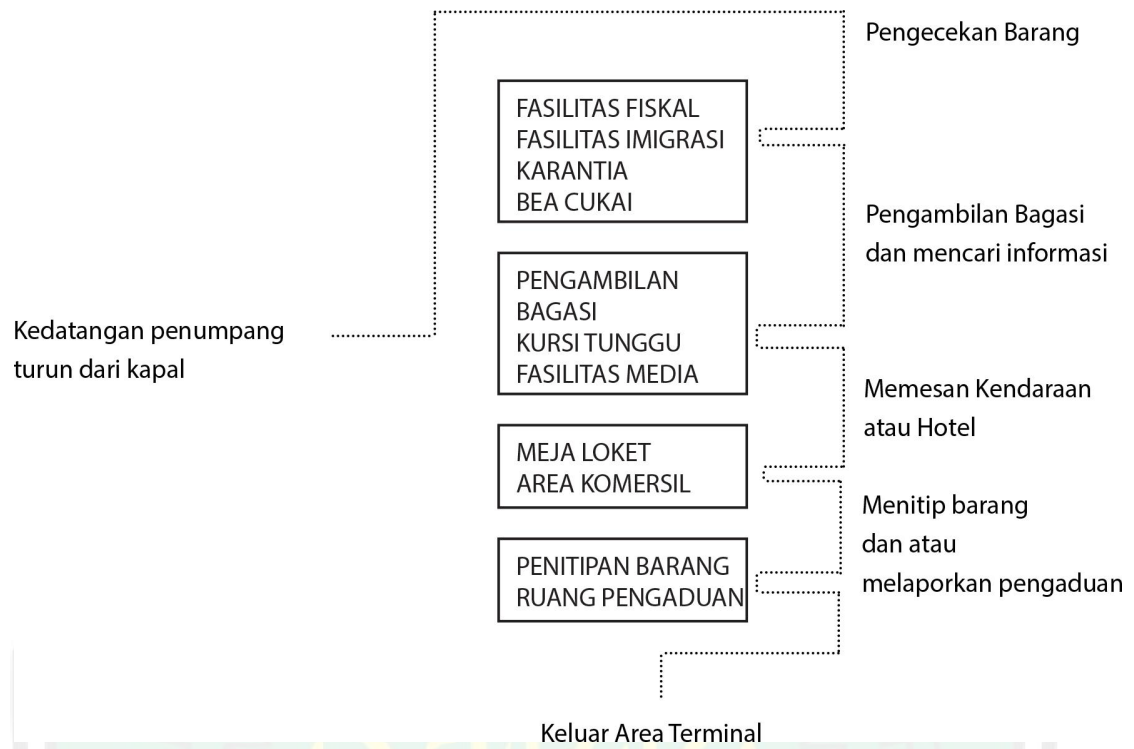 Pengecekan Barang
FASILITAS FISKAL
FASILITAS IMIGRASI
KARANTIA
BEA CUKAI
Pengambilan Bagasi
dan mencari informasi
PENGAMBILAN
BAGASI
KURSI TUNGGU
FASILITAS MEDIA
Kedatangan penumpang
turun dari kapal
Memesan Kendaraan
atau Hotel
MEJA LOKET
AREA KOMERSIL
Menitip barang
dan atau
melaporkan pengaduan
PENITIPAN BARANG
RUANG PENGADUAN
Keluar Area Terminal